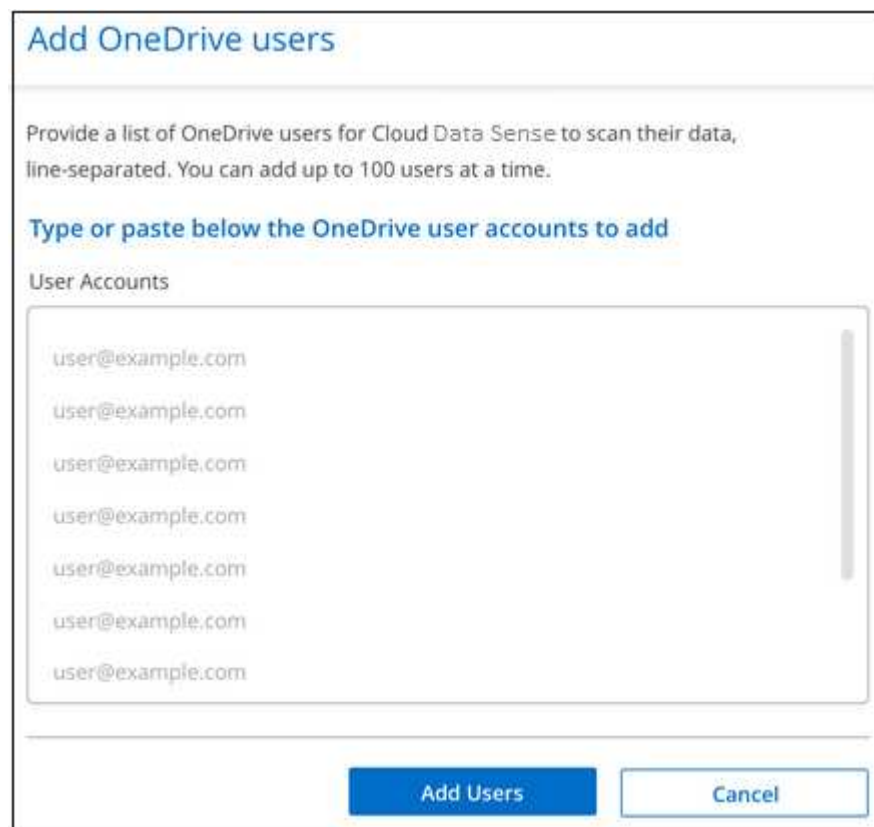 Add OneDrive users
Provide a list of OneDrive users for Cloud Data Sense to scan their data,
line-separated. You can add up to 100 users at a time.
Type or paste below the OneDrive user accounts to add
User Accounts
user@example.com
user@example.com
user@example.com
user@example.com
user@example.com
user@example.com
user@example.com
Add Users
Cancel